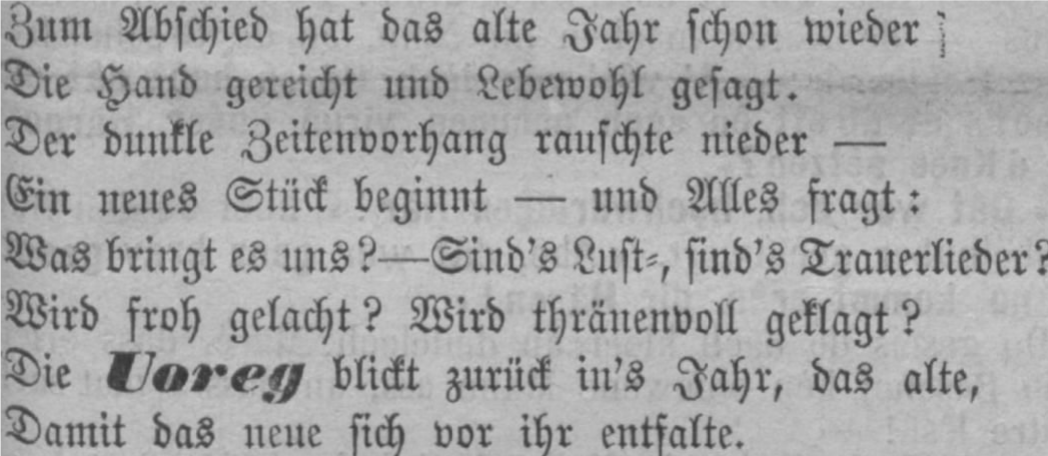 Zum Abschied hat das alte Jahr schon wieder
Die Hand gereicht und Lebewohl gesagt.
Der dunkle Zeitenvorhang rauschte nieder —
Ein neues Stück beginnt — und Alles fragt:
Was bringt es uns?—Sind's Lust-, sind's Trauerlieder?
Wird froh gelacht? Wird thränenvoll geklagt?
Die Uoreg blickt zurück in's Jahr, das alte,
Damit das neue sich vor ihr entfalte.